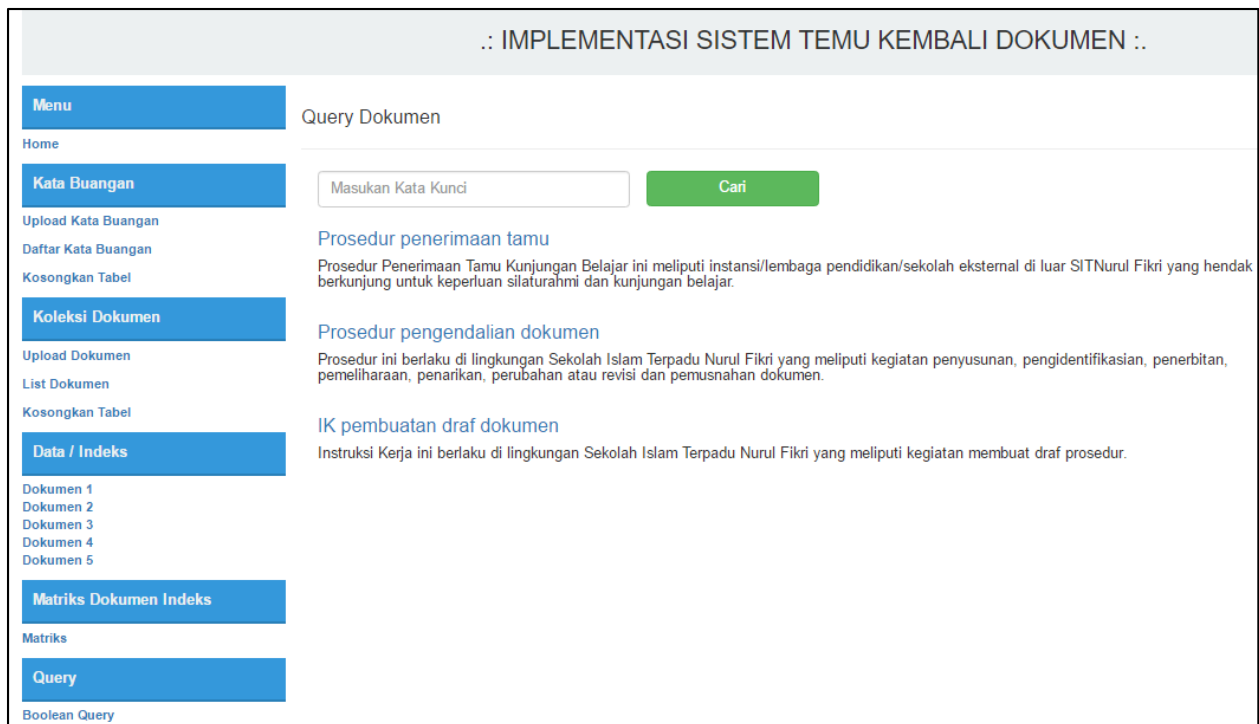 .: IMPLEMENTASI SISTEM TEMU KEMBALI DOKUMEN :.
Menu
Home
Kata Buangan
Upload Kata Buangan
Daftar Kata Buangan
Kosongkan Tabel
Koleksi Dokumen
Upload Dokumen
List Dokumen
Kosongkan Tabel
Data / Indeks
Dokumen 1
Dokumen 2
Dokumen 3
Dokumen 4
Dokumen 5
Matriks Dokumen Indeks
Matriks
Query
Boolean Query
Query Dokumen
Masukan Kata Kunci
Cari
Prosedur penerimaan tamu
Prosedur Penerimaan Tamu Kunjungan Belajar ini meliputi instansi/lembaga pendidikan/sekolah eksternal di luar SITNurul Fikri yang hendak
berkunjung untuk keperluan silaturahmi dan kunjungan belajar.
Prosedur pengendalian dokumen
Prosedur ini berlaku di lingkungan Sekolah Islam Terpadu Nurul Fikri yang meliputi kegiatan penyusunan, pengidentifikasian, penerbitan,
pemeliharaan, penarikan, perubahan atau revisi dan pemusnahan dokumen.
IK pembuatan draf dokumen
Instruksi Kerja ini berlaku di lingkungan Sekolah Islam Terpadu Nurul Fikri yang meliputi kegiatan membuat draf prosedur.